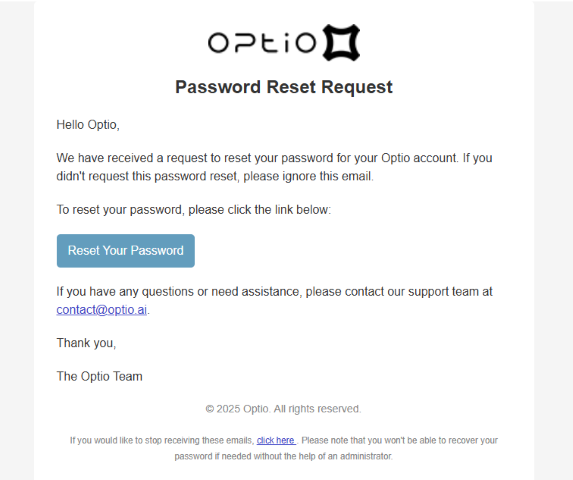 OPTIO
Password Reset Request
Hello Optio,
We have received a request to reset your password for your Optio account. If you
didn't request this password reset, please ignore this email.
To reset your password, please click the link below:
Reset Your Password
If you have any questions or need assistance, please contact our support team at
contact@optio.ai.
Thank you,
The Optio Team
© 2025 Optio. All rights reserved.
If you would like to stop receiving these emails, click here . Please note that you won't be able to recover your
password if needed without the help of an administrator.